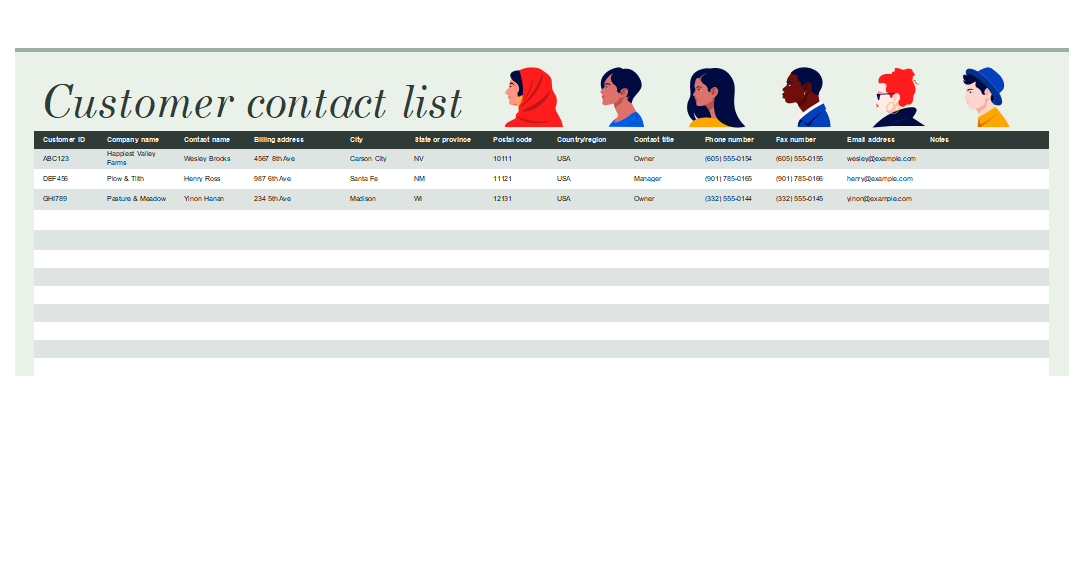 Customer contact list
Customer ID Company name Contact name Billing address City State or province Postal code Country/region Contact title Phone number Fax number Email address Notes
ABC123 Happiest Valley Farms Wesley Brooks 4567 8th Ave Carson City NV 10111 USA Owner (605) 555-0154 (605) 555-0155 wesley@example.com
DEF456 Plow & Tilth Henry Ross 987 6th Ave Santa Fe NM 11121 USA Manager (901) 785-0165 (901) 785-0166 henry@example.com
GHI789 Pasture & Meadow Yinon Hanan 234 5th Ave Madison WI 12131 USA Owner (332) 555-0144 (332) 555-0145 yinon@example.com